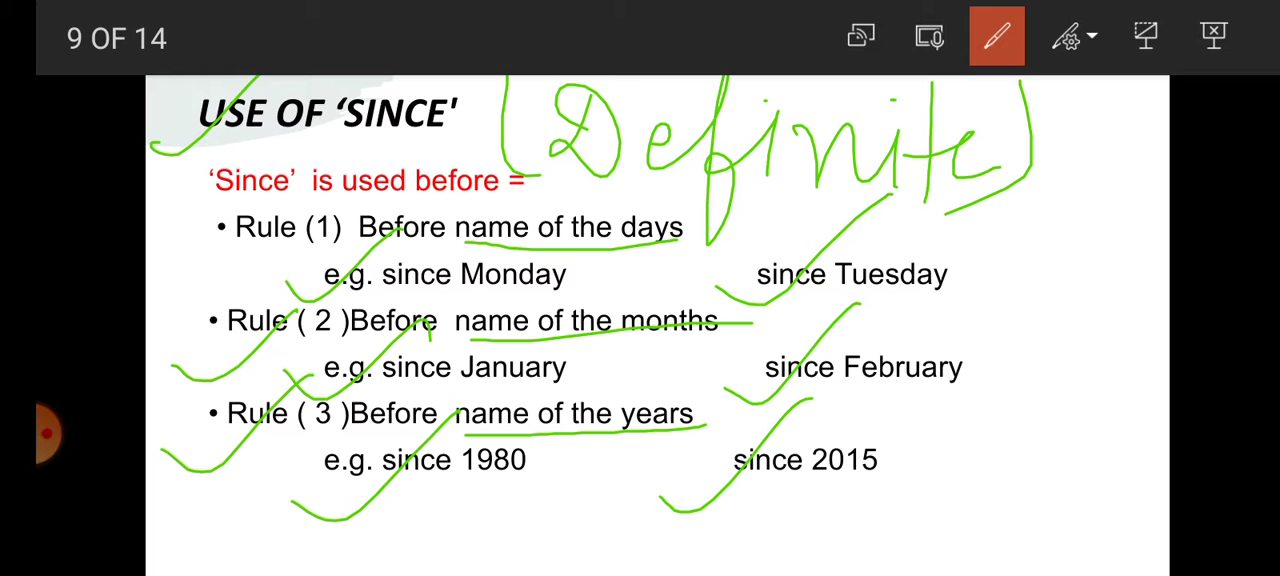 9 OF 14
USE OF ‘SINCE'
(Definite)
‘Since’ is used before =
• Rule (1) Before name of the days
e.g. since Monday since Tuesday
• Rule ( 2 )Before name of the months
e.g. since January since February
• Rule ( 3 )Before name of the years
e.g. since 1980 since 2015